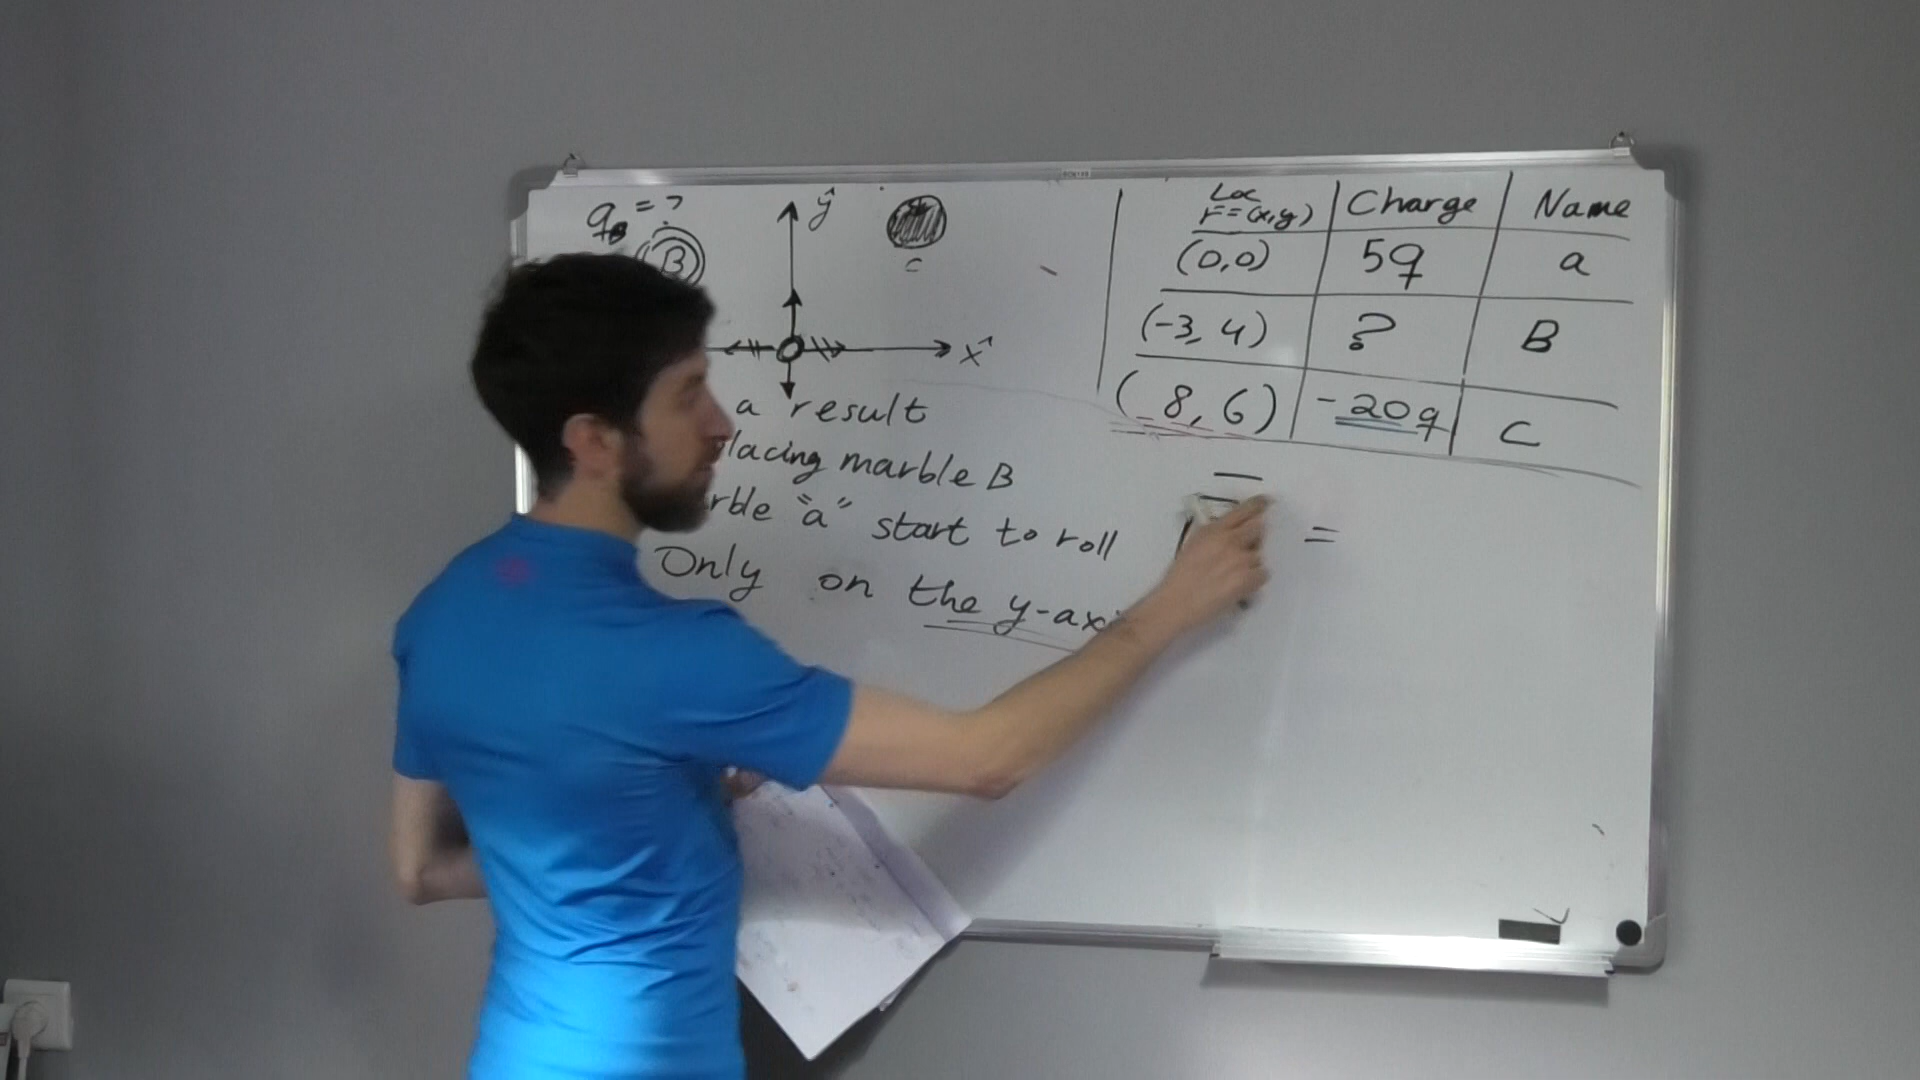 q_B = ?
B
ŷ
c
x̂
a result
lacing marble B
rble "a" start to roll
Only on the y-axi
Loc r=(x,y) Charge Name
(0,0) 5q a
(-3, 4) ? B
(8, 6) -20q C
=